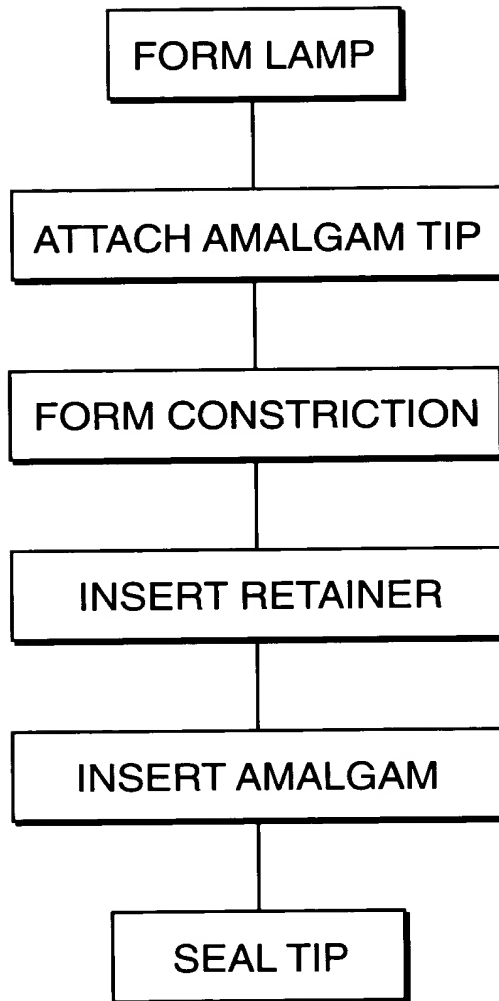 FORM LAMP
ATTACH AMALGAM TIP
FORM CONSTRICTION
INSERT RETAINER
INSERT AMALGAM
SEAL TIP